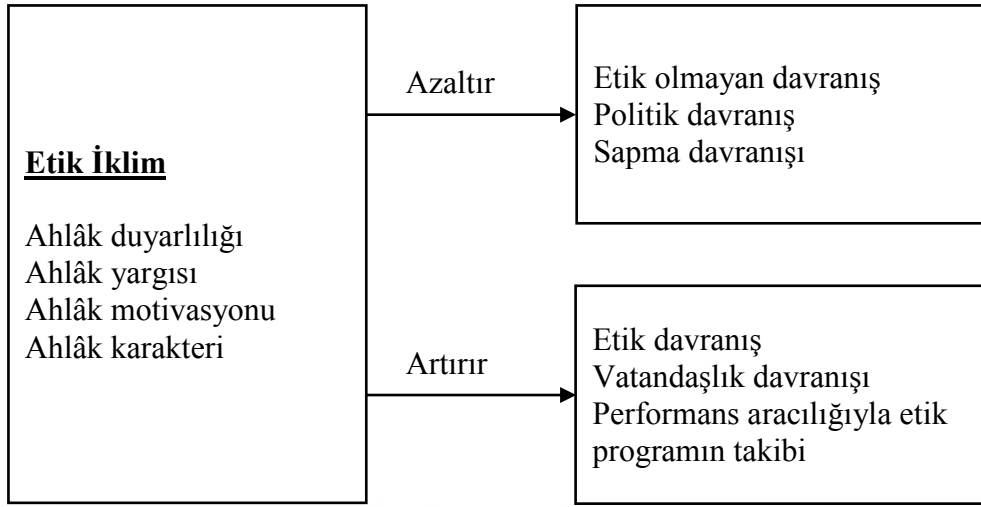 Etik İklim
Ahlâk duyarlılığı
Ahlâk yargısı
Ahlâk motivasyonu
Ahlâk karakteri
Azaltır
Etik olmayan davranış
Politik davranış
Sapma davranışı
Artırır
Etik davranış
Vatandaşlık davranışı
Performans aracılığıyla etik
programın takibi